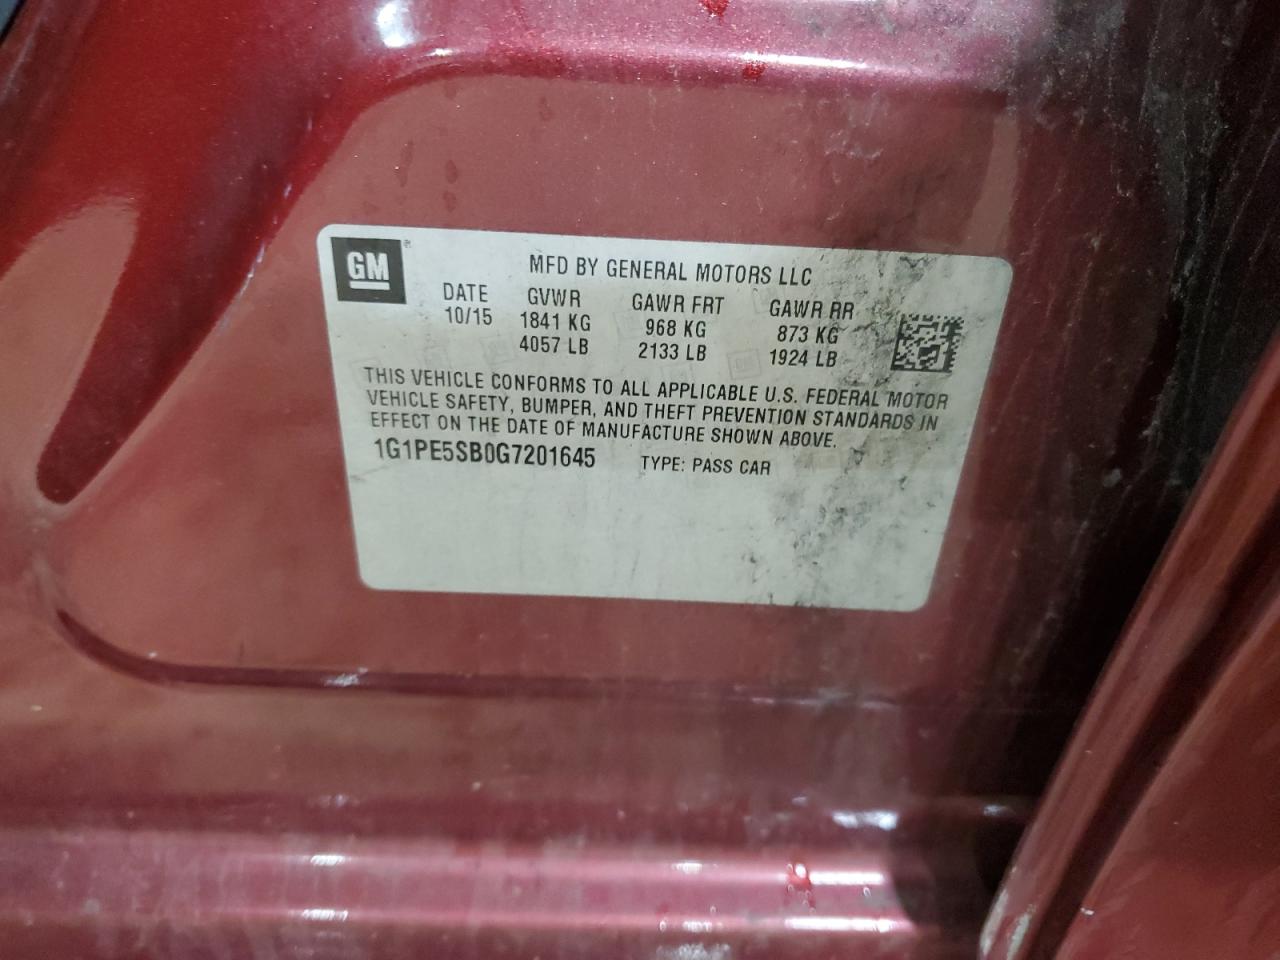 GM
MFD BY GENERAL MOTORS LLC
DATE GVWR GAWR FRT GAWR RR
10/15 1841 KG 968 KG 873 KG
4057 LB 2133 LB 1924 LB
THIS VEHICLE CONFORMS TO ALL APPLICABLE U.S. FEDERAL MOTOR
VEHICLE SAFETY, BUMPER, AND THEFT PREVENTION STANDARDS IN
EFFECT ON THE DATE OF MANUFACTURE SHOWN ABOVE.
1G1PE5SB0G7201645 TYPE: PASS CAR